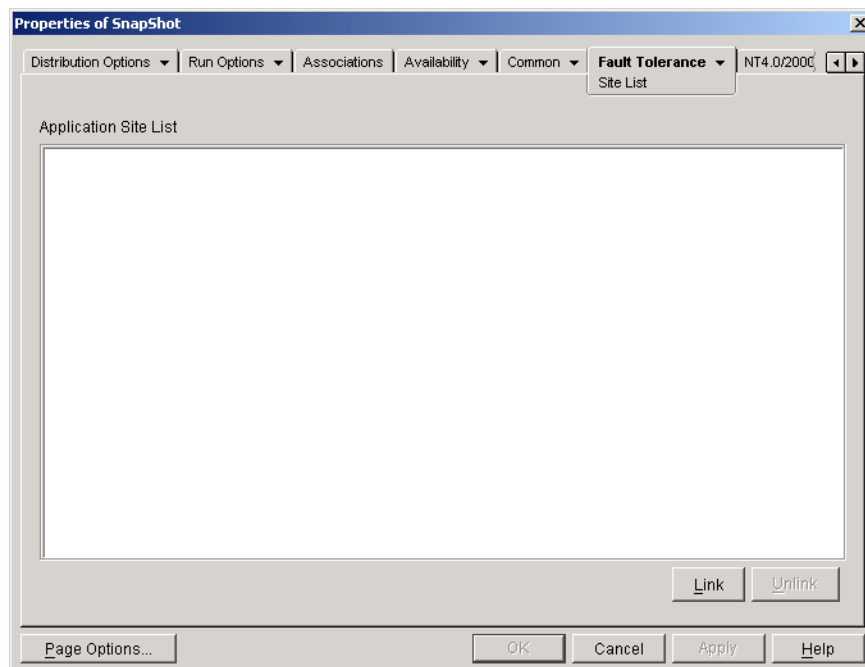 Properties of SnapShot
Distribution Options Run Options Associations Availability Common Fault Tolerance NT4.0/2000
Site List
Application Site List
Link Unlink
Page Options... OK Cancel Apply Help